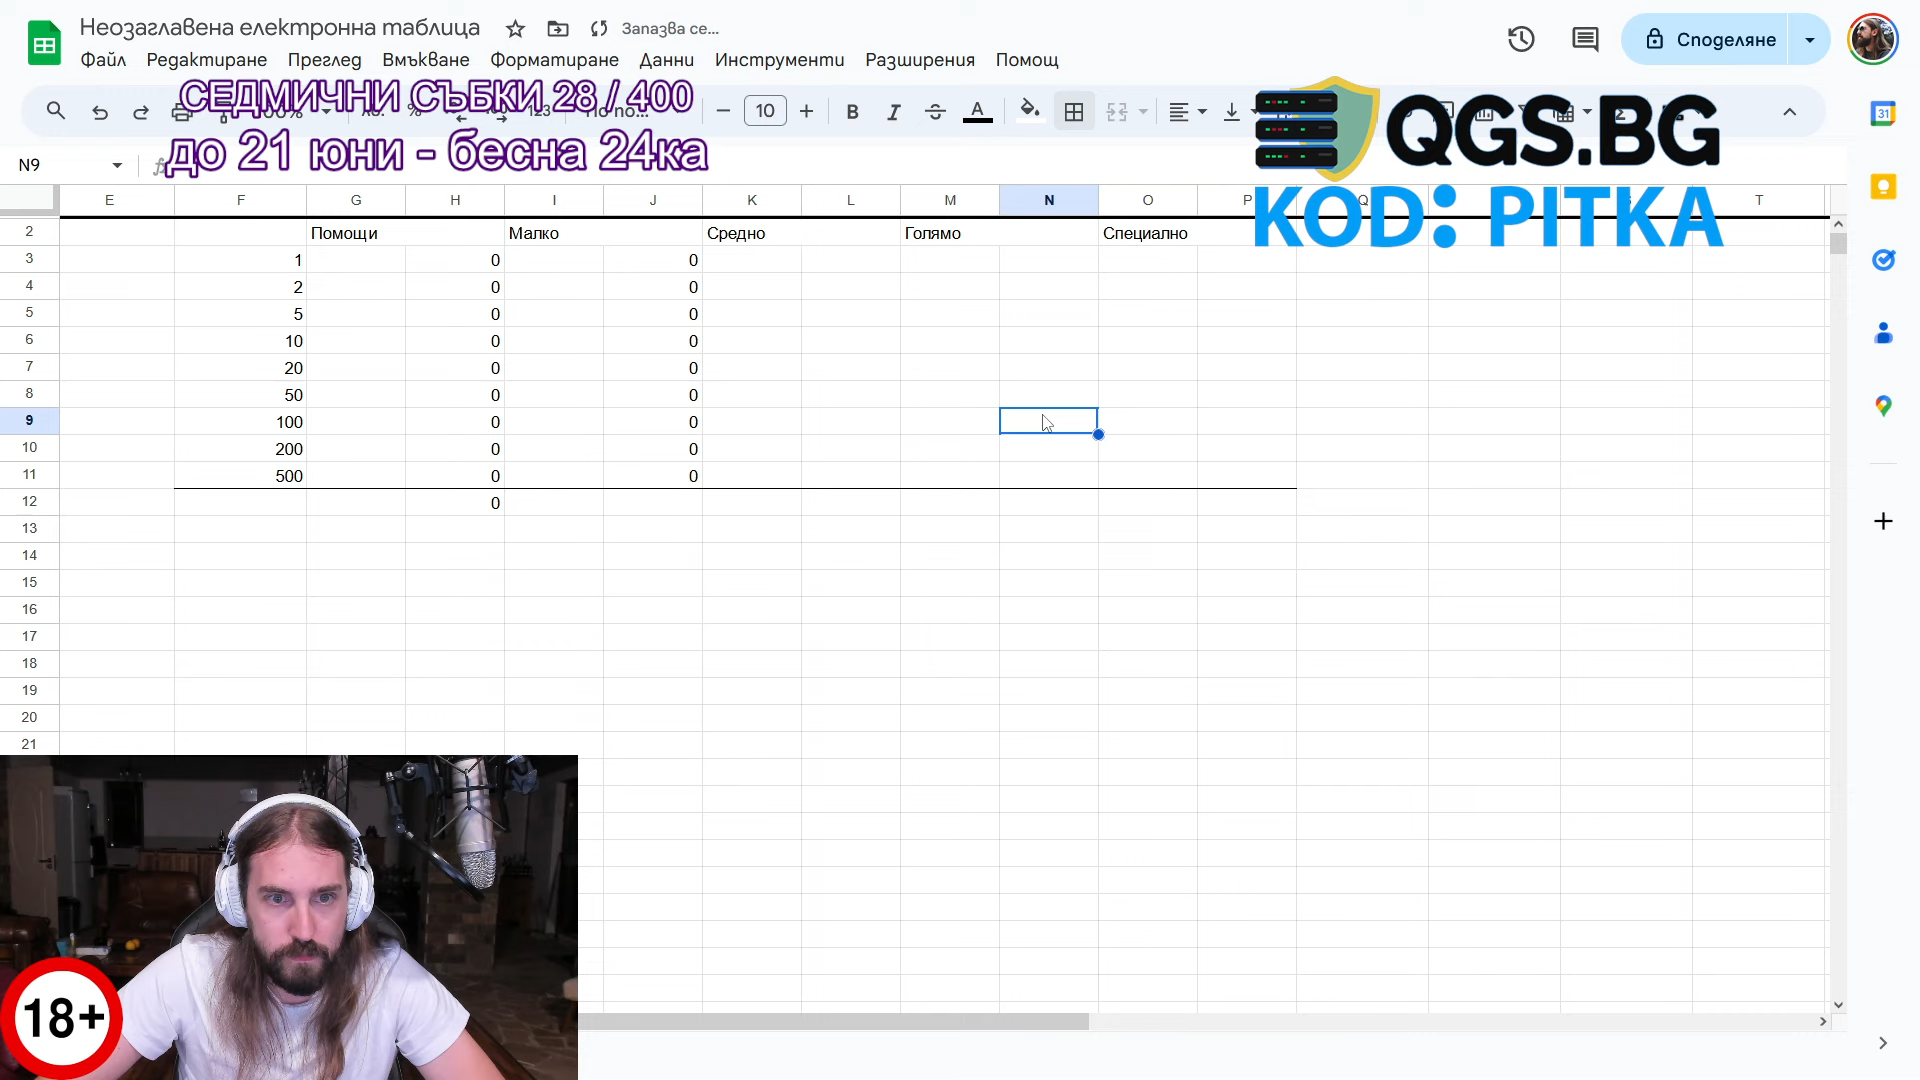 Неозаглавена електронна таблица
Запазва се...
Споделяне
Файл Редактиране Преглед Вмъкване Форматиране Данни Инструменти Разширения Помощ
СЕДМИЧНИ СЪБКИ 28 / 400
до 21 юни - бесна 24ка
10
QGS.BG
KOD: PITKA
31
N9
E F G H I J K L M N O P Q T
2 Помощи Малко Средно Голямо Специално
3 1 0 0
4 2 0 0
5 5 0 0
6 10 0 0
7 20 0 0
8 50 0 0
9 100 0 0
10 200 0 0
11 500 0 0
12 0
13
14
15
16
17
18
19
20
21
18+